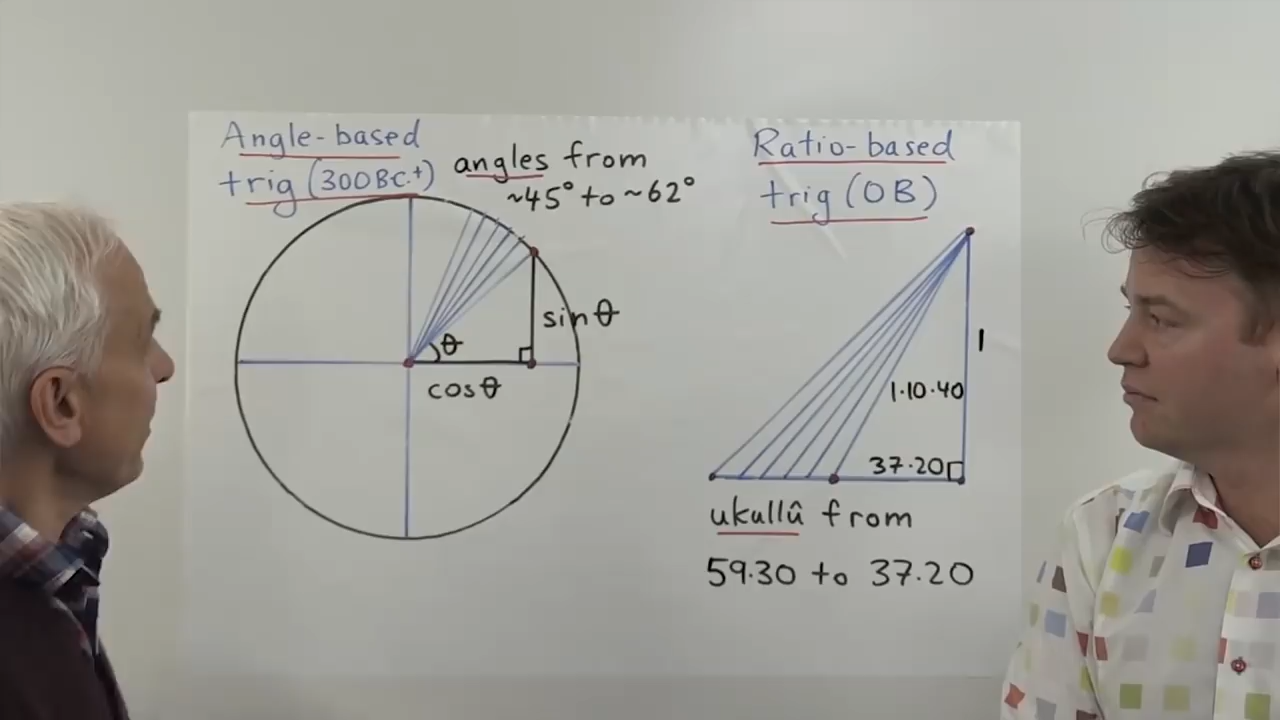 Angle-based
trig (300BC.+)
angles from
~45° to ~62°
sinθ
θ
cosθ
Ratio-based
trig (OB)
1
1·10·40
37·20
ukullû from
59·30 to 37·20